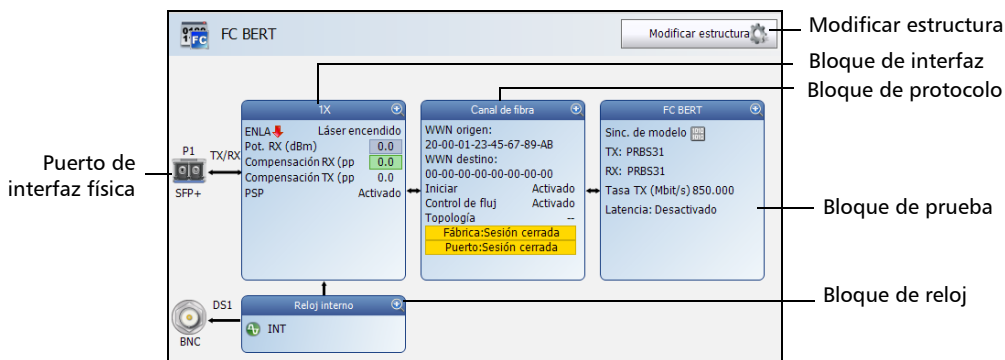 FC BERT
Modificar estructura
Modificar estructura
Bloque de interfaz
Bloque de protocolo
Puerto de
interfaz física
P1
TX/RX
SFP+
TX
ENLA
Láser encendido
Pot. RX (dBm)
0.0
Compensación RX (pp
0.0
Compensación TX (pp
0.0
PSP
Activado
Canal de fibra
WWN origen:
20-00-01-23-45-67-89-AB
WWN destino:
00-00-00-00-00-00-00-00
Iniciar
Activado
Control de fluj
Activado
Topología
--
Fábrica:Sesión cerrada
Puerto:Sesión cerrada
FC BERT
Sinc. de modelo
TX: PRBS31
RX: PRBS31
Tasa TX (Mbit/s) 850.000
Latencia: Desactivado
Bloque de prueba
DS1
BNC
Reloj interno
INT
Bloque de reloj